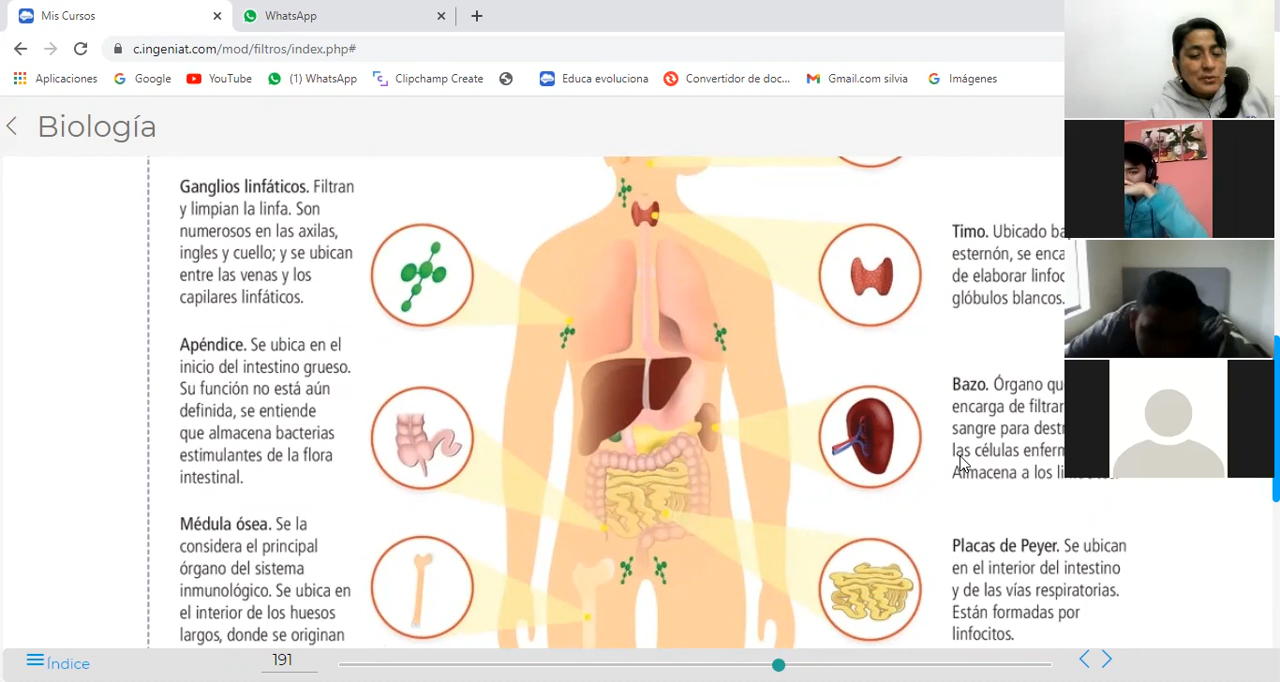 Mis Cursos
WhatsApp
c.ingeniat.com/mod/filtros/index.php#
Aplicaciones
Google
YouTube
(1) WhatsApp
Clipchamp Create
Educa evoluciona
Convertidor de doc...
Gmail.com silvia
Imágenes
Biología
Ganglios linfáticos. Filtran
y limpian la linfa. Son
numerosos en las axilas,
ingles y cuello; y se ubican
entre las venas y los
capilares linfáticos.
Apéndice. Se ubica en el
inicio del intestino grueso.
Su función no está aún
definida, se entiende
que almacena bacterias
estimulantes de la flora
intestinal.
Médula ósea. Se la
considera el principal
órgano del sistema
inmunológico. Se ubica en
el interior de los huesos
largos, donde se originan
Timo. Ubicado
esternón, se
de elaborar
glóbulos blancos.
Bazo. Órgano
encarga de filtrar
sangre para
las células
Almacena a los
Placas de Peyer. Se ubican
en el interior del intestino
y de las vías respiratorias.
Están formadas por
linfocitos.
Índice
191